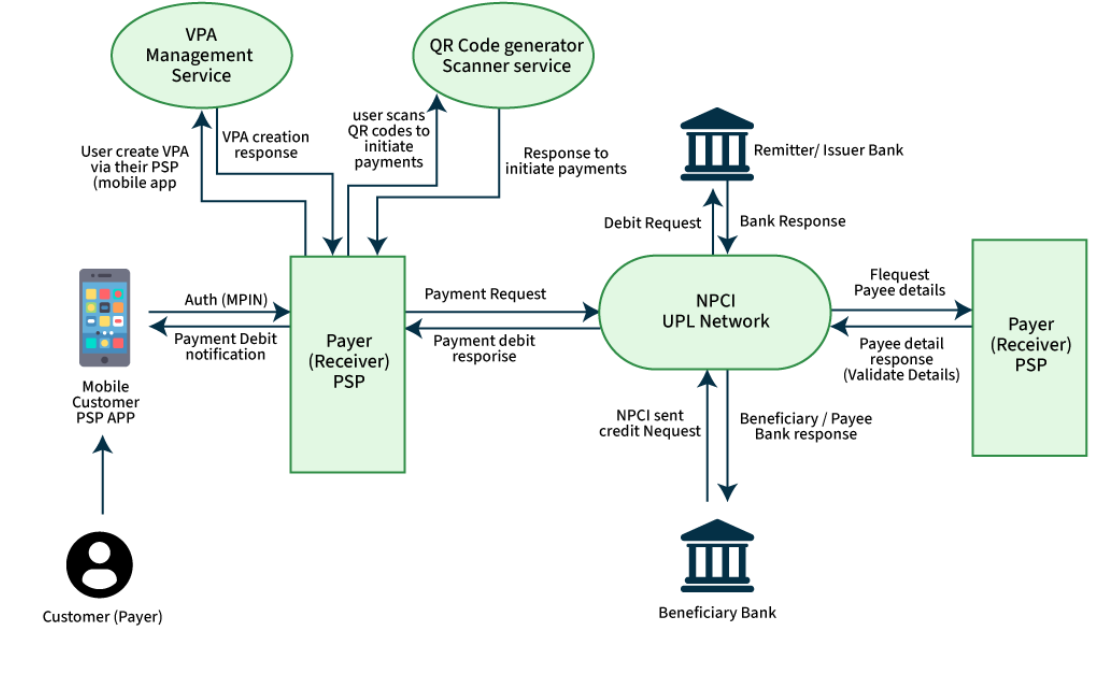 VPA
Management
Service
QR Code generator
Scanner service
User create VPA
via their PSP
(mobile app
VPA creation
response
user scans
QR codes to
initiate
payments
Response to
initiate payments
Remitter/ Issuer Bank
Debit Request
Bank Response
Auth (MPIN)
Payment Debit
notification
Mobile
Customer
PSP APP
Customer (Payer)
Payer
(Receiver)
PSP
Payment Request
Payment debit
resporise
NPCI
UPL Network
Flequest
Payee details
Payee detail
response
(Validate Details)
Payer
(Receiver)
PSP
NPCI sent
credit Nequest
Beneficiary / Payee
Bank response
Beneficiary Bank